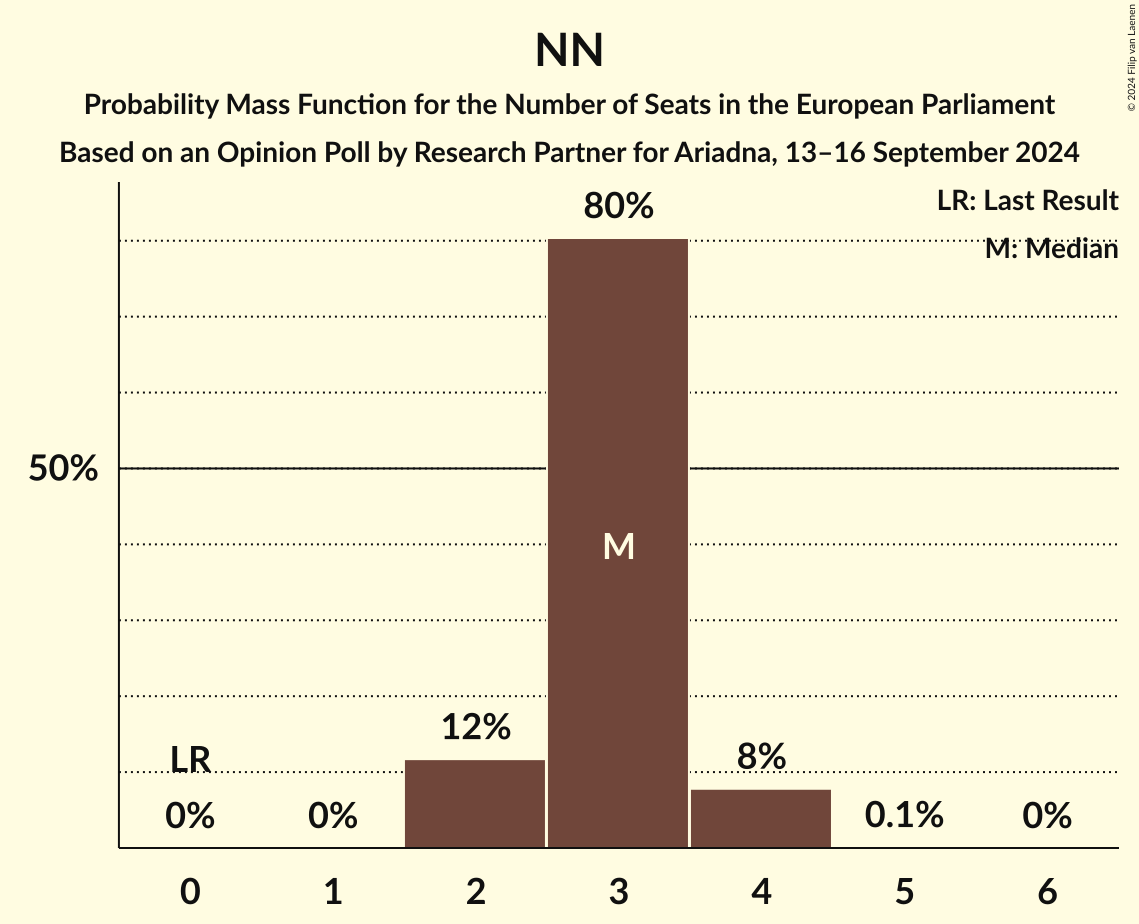 NN
Probability Mass Function for the Number of Seats in the European Parliament
Based on an Opinion Poll by Research Partner for Ariadna, 13–16 September 2024
© 2024 Filip van Laenen
LR: Last Result
M: Median
80%
50%
M
12%
LR
8%
0%
0%
0.1%
0%
0
1
2
3
4
5
6